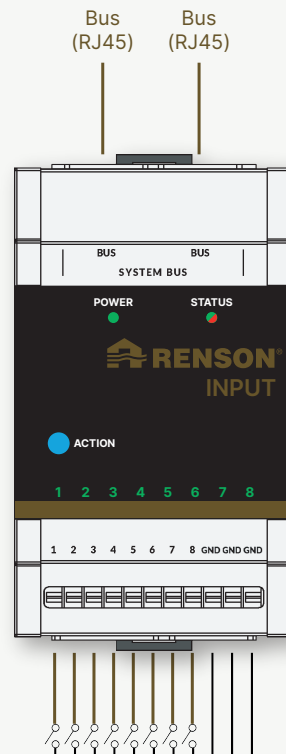 Bus Bus
(RJ45) (RJ45)
BUS BUS
SYSTEM BUS
POWER STATUS
RENSON®
INPUT
ACTION
1 2 3 4 5 6 7 8
1 2 3 4 5 6 7 8 GND GND GND